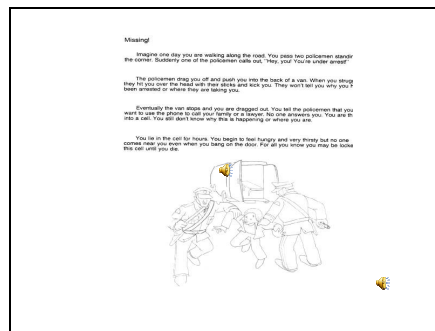 Missing!
Imagine one day you are walking along the road. You pass two policemen standin
the corner. Suddenly one of the policemen calls out, "Hey, you! You're under arrest!"
The policemen drag you off and push you into the back of a van. When you strug
they hit you over the head with their sticks and kick you. They won't tell you why you h
been arrested or where they are taking you.
Eventually the van stops and you are dragged out. You tell the policemen that you
want to use the phone to call your family or a lawyer. No one answers you. You are th
into a cell. You still don't know why this is happening or where you are.
You lie in the cell for hours. You begin to feel hungry and very thirsty but no one
comes near you even when you bang on the door. For all you know you may be locke
this cell until you die.